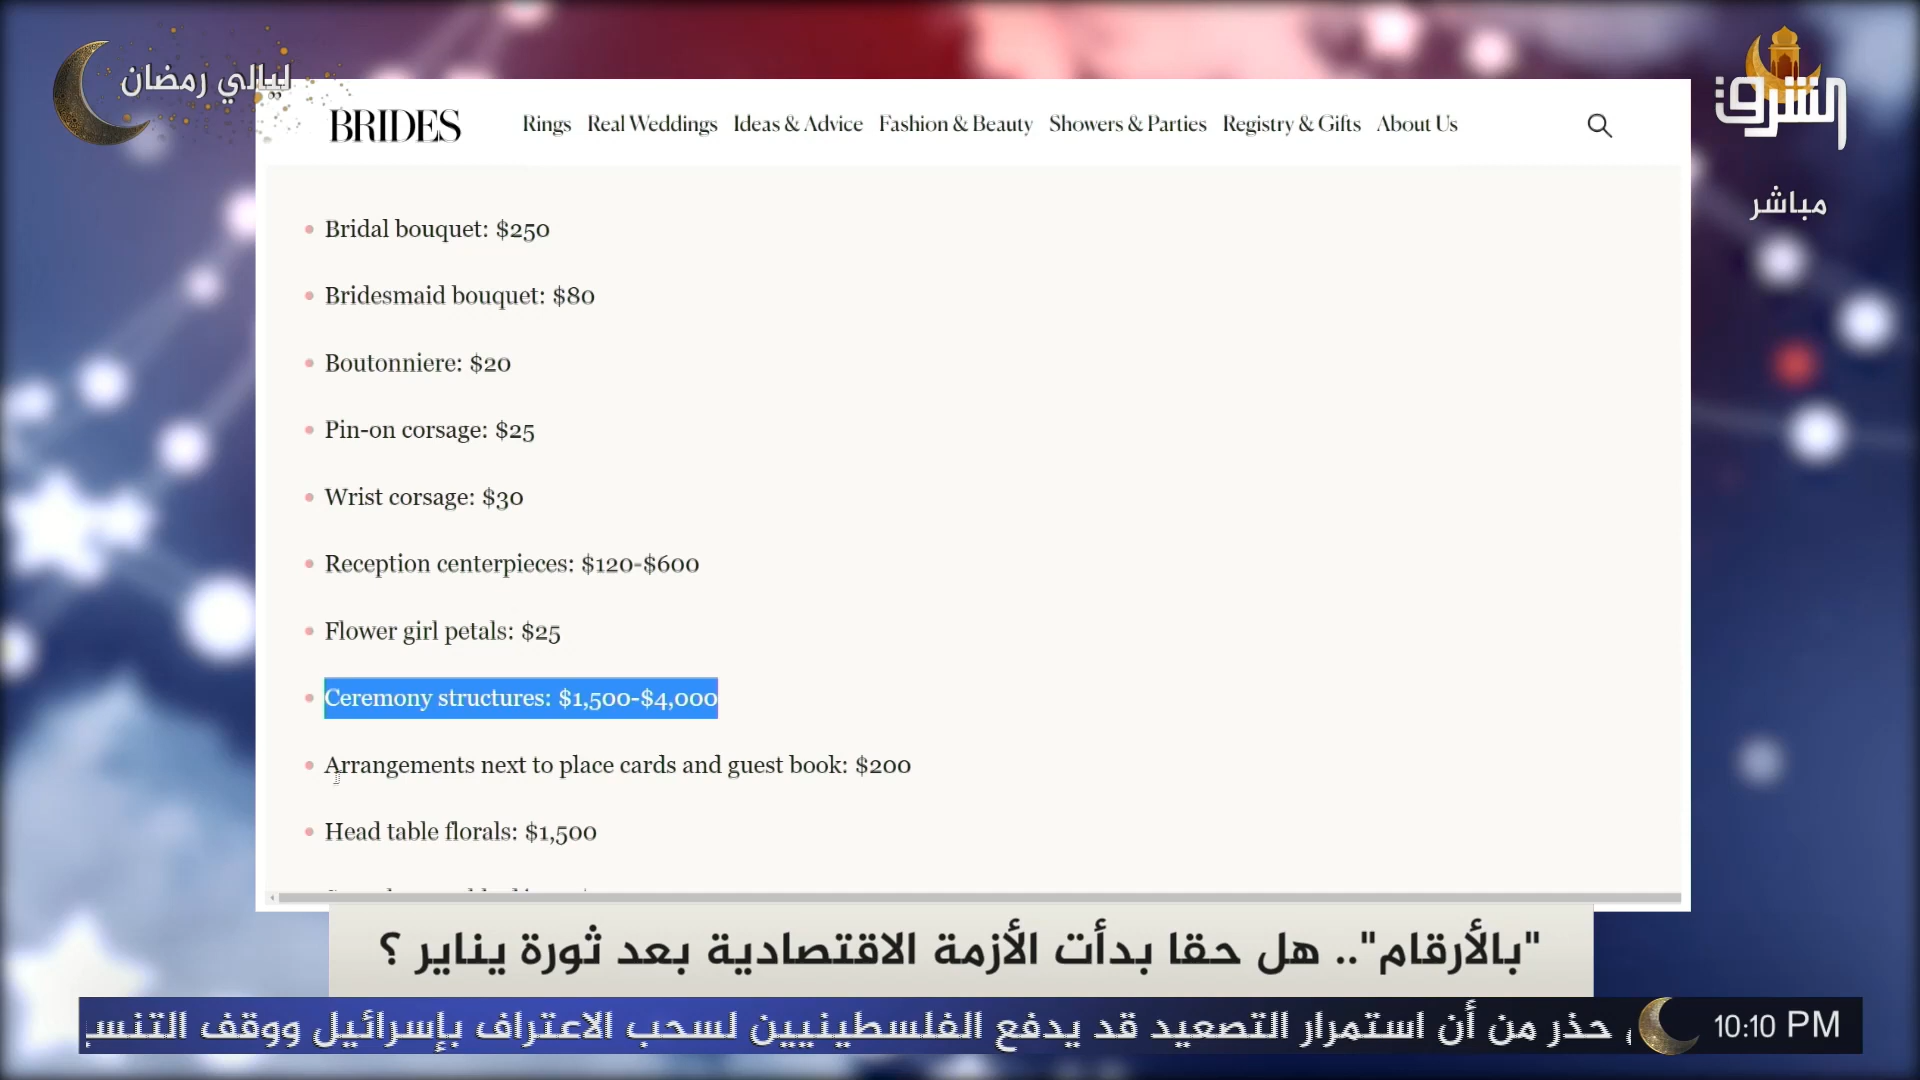 ليالي رمضان
الشرق
مباشر
BRIDES
Rings Real Weddings Ideas & Advice Fashion & Beauty Showers & Parties Registry & Gifts About Us
Bridal bouquet: $250
Bridesmaid bouquet: $80
Boutonniere: $20
Pin-on corsage: $25
Wrist corsage: $30
Reception centerpieces: $120-$600
Flower girl petals: $25
Ceremony structures: $1,500-$4,000
Arrangements next to place cards and guest book: $200
Head table florals: $1,500
"بالأرقام".. هل حقا بدأت الأزمة الاقتصادية بعد ثورة يناير ؟
حذر من أن استمرار التصعيد قد يدفع الفلسطينيين لسحب الاعتراف بإسرائيل ووقف
10:10 PM